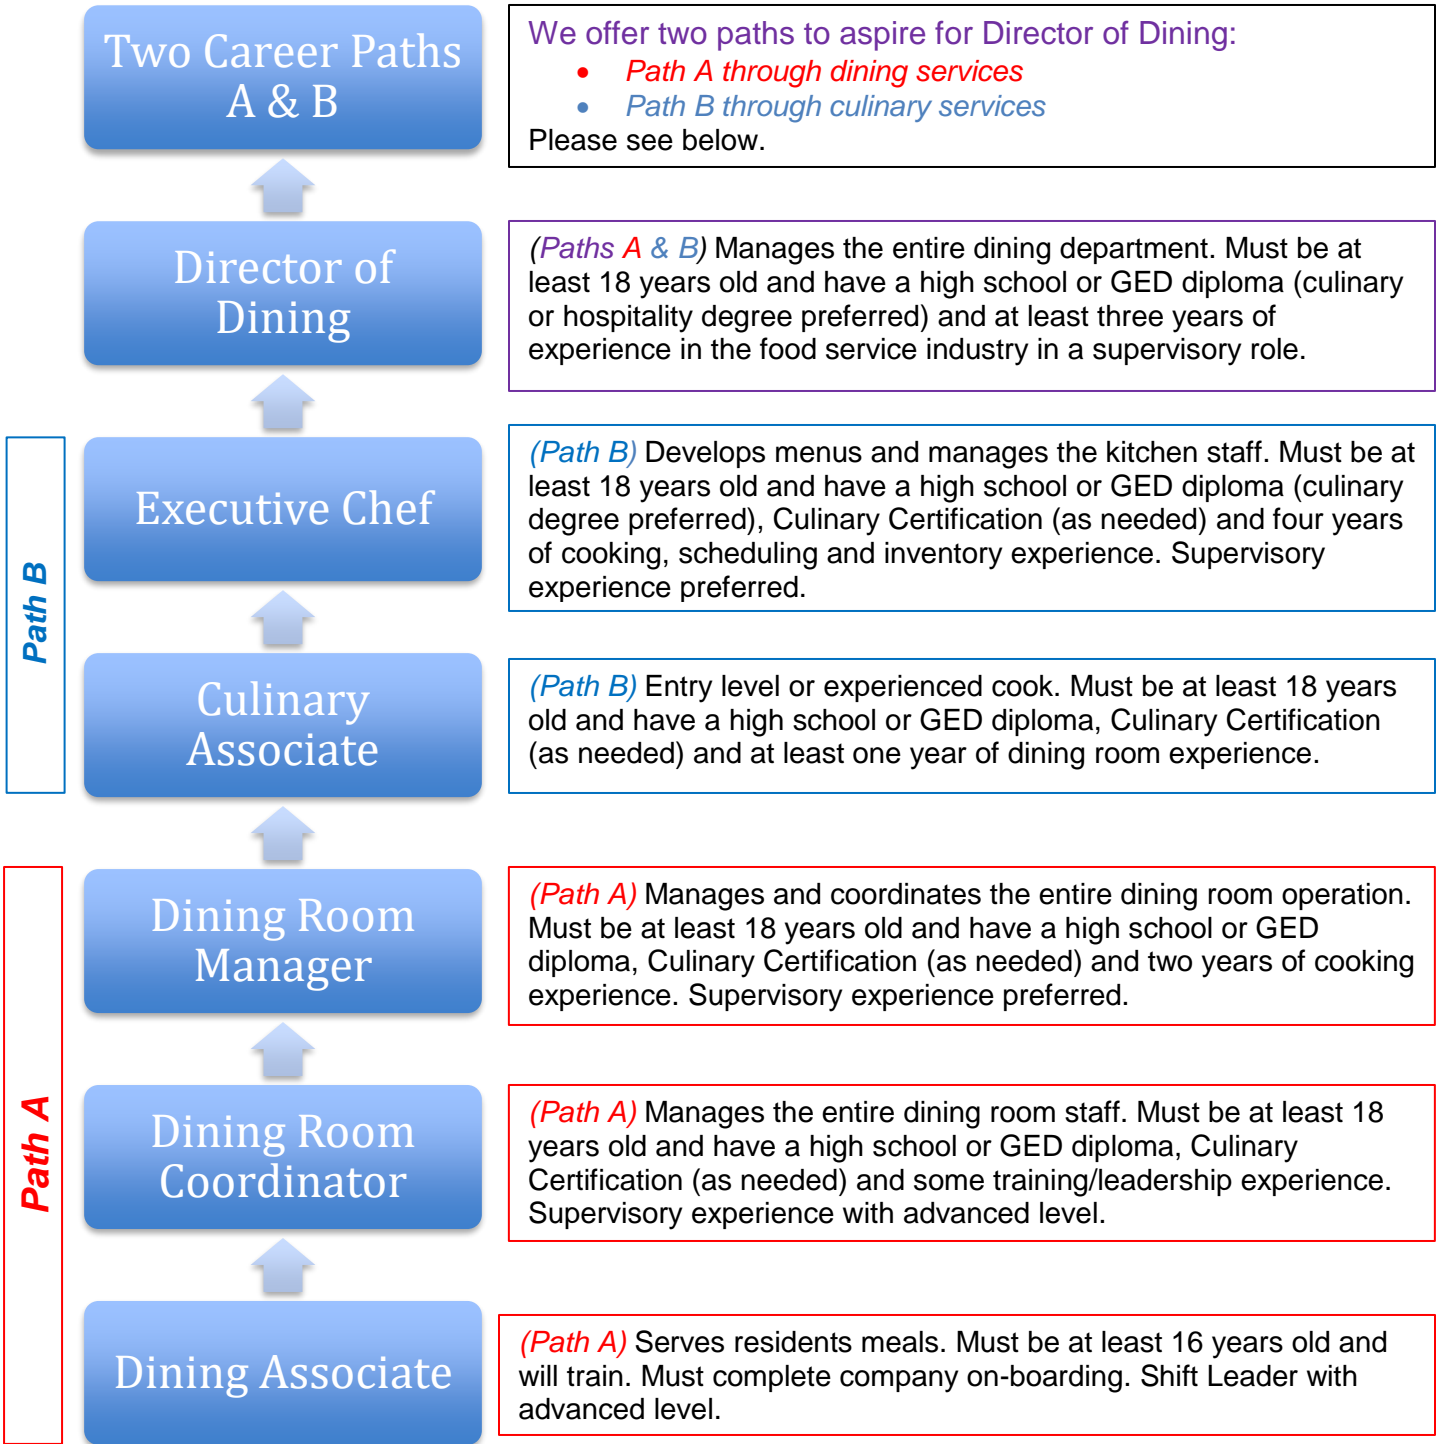 Two Career Paths
A & B
We offer two paths to aspire for Director of Dining:
• Path A through dining services
• Path B through culinary services
Please see below.
Director of
Dining
(Paths A & B) Manages the entire dining department. Must be at
least 18 years old and have a high school or GED diploma (culinary
or hospitality degree preferred) and at least three years of
experience in the food service industry in a supervisory role.
Path B
Executive Chef
(Path B) Develops menus and manages the kitchen staff. Must be at
least 18 years old and have a high school or GED diploma (culinary
degree preferred), Culinary Certification (as needed) and four years
of cooking, scheduling and inventory experience. Supervisory
experience preferred.
Culinary
Associate
(Path B) Entry level or experienced cook. Must be at least 18 years
old and have a high school or GED diploma, Culinary Certification
(as needed) and at least one year of dining room experience.
Path A
Dining Room
Manager
(Path A) Manages and coordinates the entire dining room operation.
Must be at least 18 years old and have a high school or GED
diploma, Culinary Certification (as needed) and two years of cooking
experience. Supervisory experience preferred.
Dining Room
Coordinator
(Path A) Manages the entire dining room staff. Must be at least 18
years old and have a high school or GED diploma, Culinary
Certification (as needed) and some training/leadership experience.
Supervisory experience with advanced level.
Dining Associate
(Path A) Serves residents meals. Must be at least 16 years old and
will train. Must complete company on-boarding. Shift Leader with
advanced level.